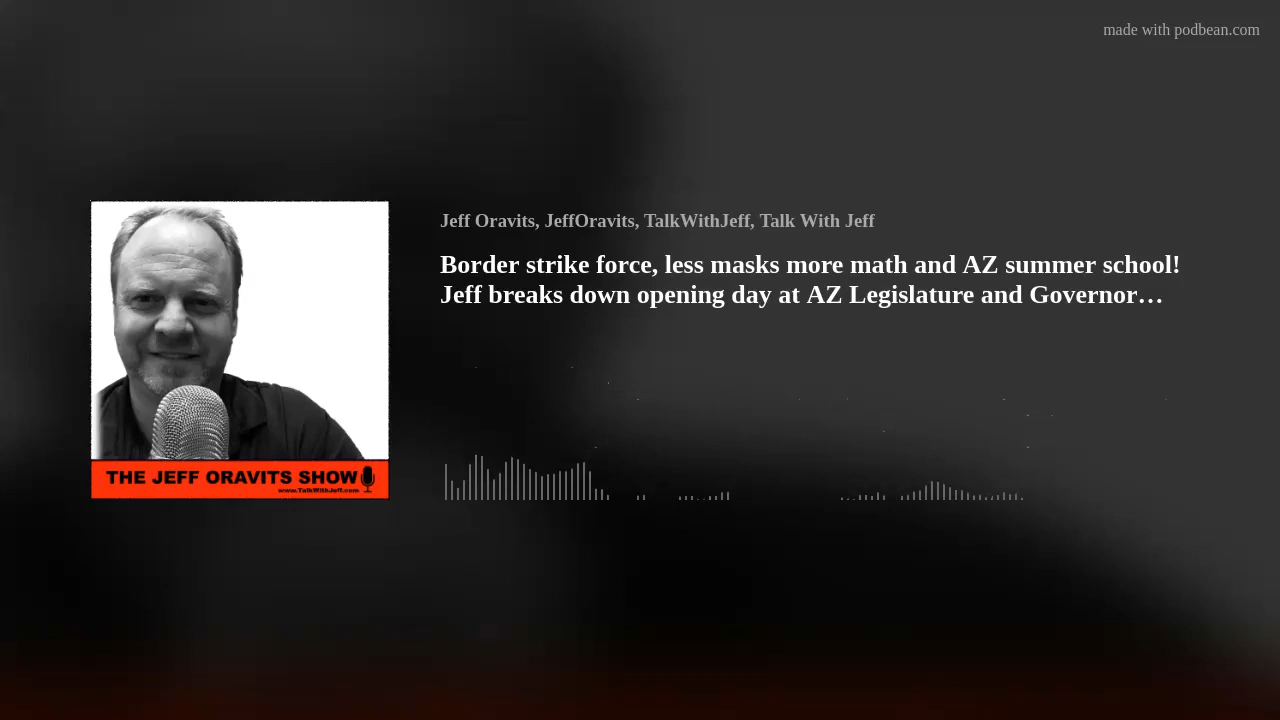 made with podbean.com
Jeff Oravits, JeffOravits, TalkWithJeff, Talk With Jeff
Border strike force, less masks more math and AZ summer school!
Jeff breaks down opening day at AZ Legislature and Governor…
THE JEFF ORAVITS SHOW
www.TalkWithJeff.com